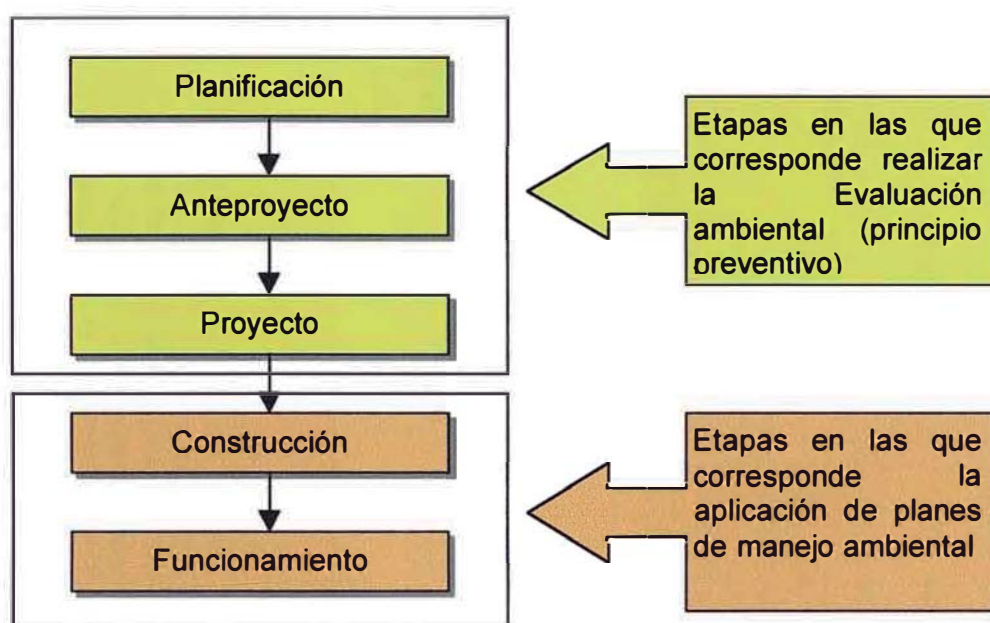 Planificación
Anteproyecto
Proyecto
Etapas en las que
corresponde realizar
la Evaluación
ambiental (principio
preventivo)
Construcción
Funcionamiento
Etapas en las que
corresponde la
aplicación de planes
de manejo ambiental